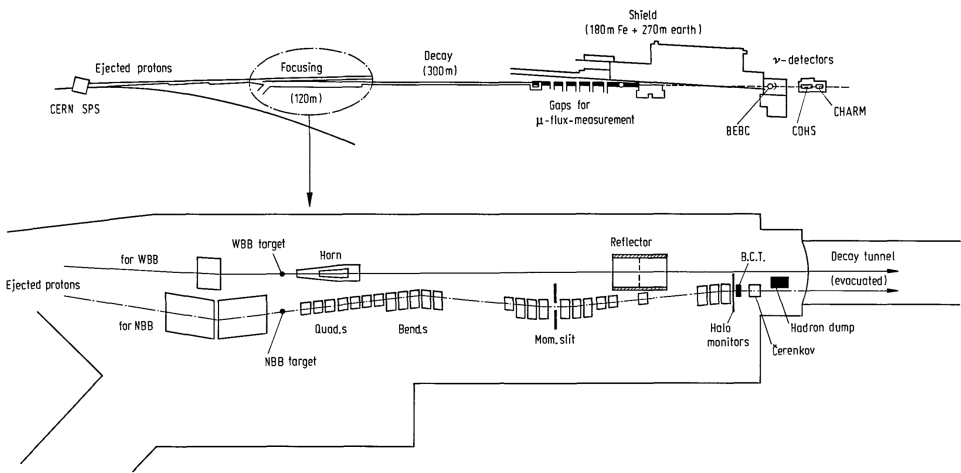 Shield
(180m Fe + 270m earth)
Ejected protons
Focusing
Decay
(300m)
ν-detectors
(120m)
CERN SPS
Gaps for
μ-flux-measurement
BEBC
CDHS
CHARM
for WBB
WBB target
Horn
Reflector
B.C.T.
Decay tunnel
(evacuated)
Ejected protons
for NBB
NBB target
Quad.s
Bend.s
Mom. slit
Halo
monitors
Hadron dump
Čerenkov